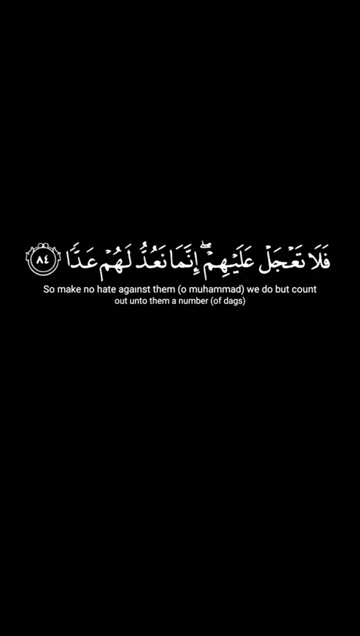 فَلَا تَعۡجَلۡ عَلَيۡهِمۡۖ إِنَّمَا نَعُدُّ لَهُمۡ عَدّٗا ٨٤
So make no hate against them (o muhammad) we do but count
out unto them a number (of dags)